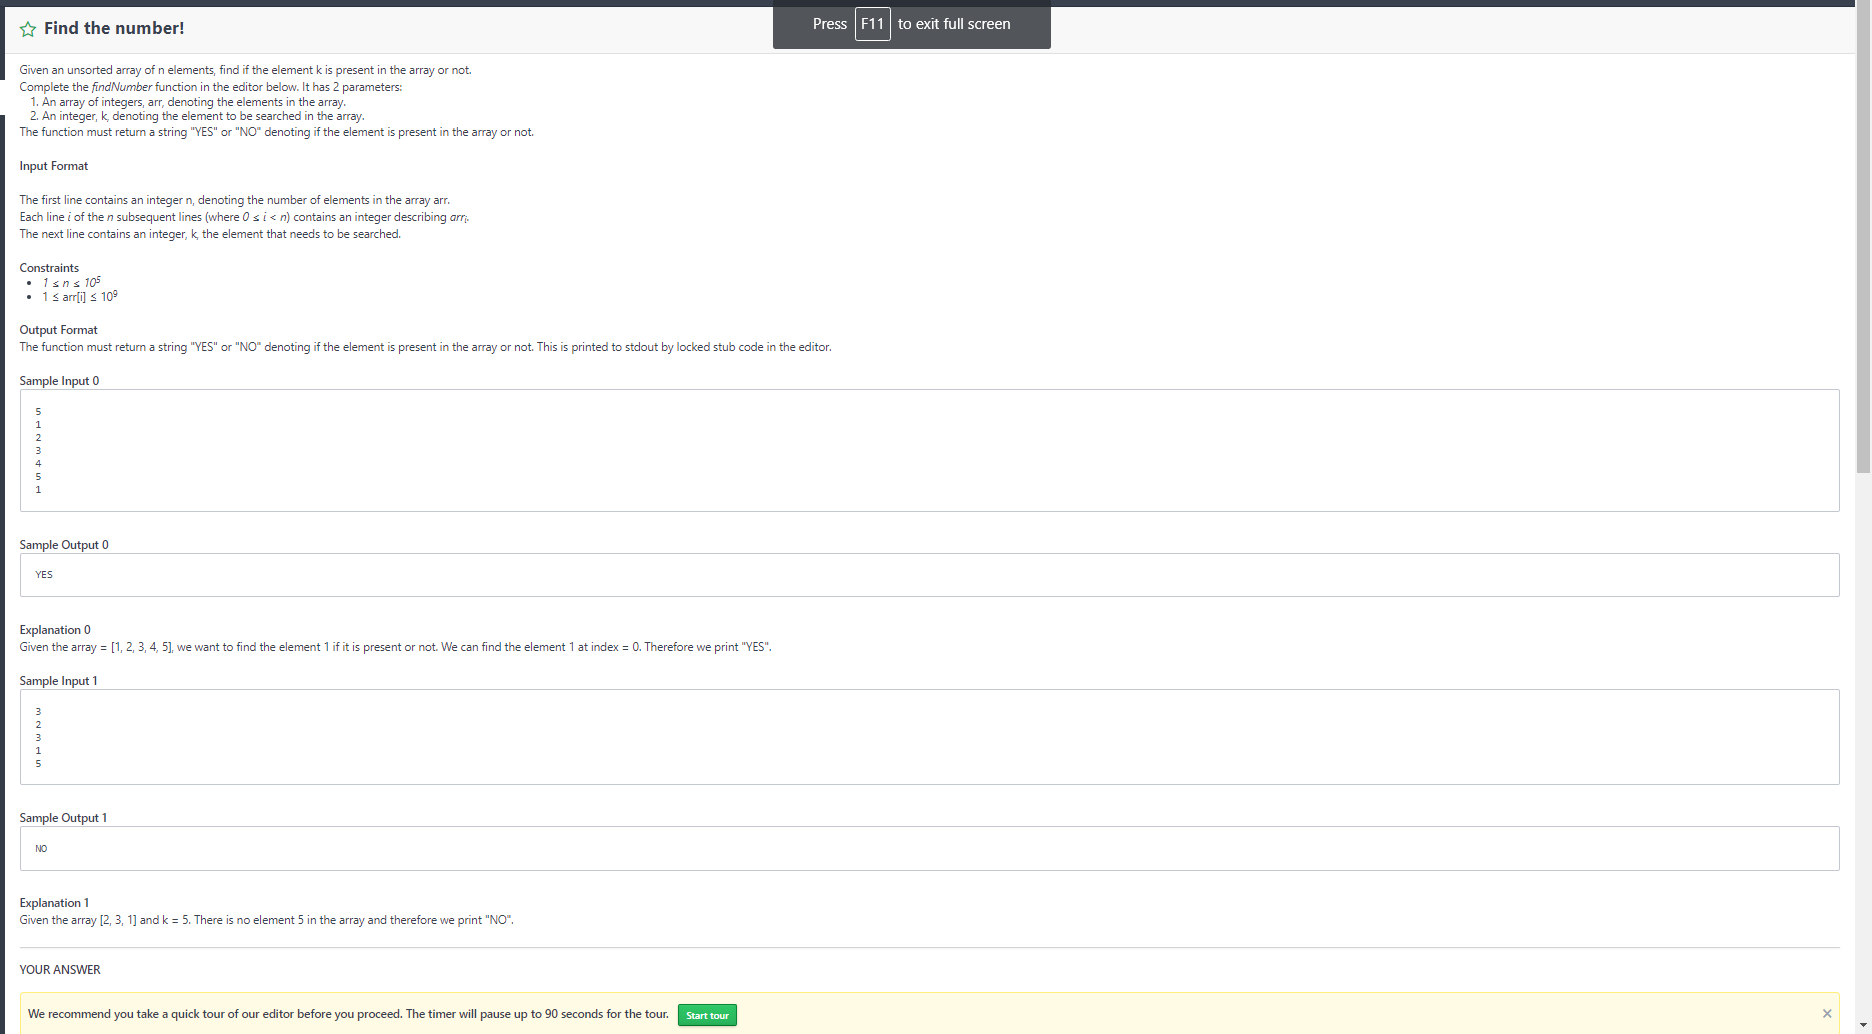 Press F11 to exit full screen
Find the number!
Given an unsorted array of n elements, find if the element k is present in the array or not.
Complete the findNumber function in the editor below. It has 2 parameters:
1. An array of integers, arr, denoting the elements in the array.
2. An integer, k, denoting the element to be searched in the array.
The function must return a string "YES" or "NO" denoting if the element is present in the array or not.
Input Format
The first line contains an integer n, denoting the number of elements in the array arr.
Each line i of the n subsequent lines (where 0 ≤ i < n) contains an integer describing arrᵢ.
The next line contains an integer, k, the element that needs to be searched.
Constraints
• 1 ≤ n ≤ 10⁵
• 1 ≤ arr[i] ≤ 10⁹
Output Format
The function must return a string "YES" or "NO" denoting if the element is present in the array or not. This is printed to stdout by locked stub code in the editor.
Sample Input 0
5
1
2
3
4
5
1
Sample Output 0
YES
Explanation 0
Given the array = [1, 2, 3, 4, 5], we want to find the element 1 if it is present or not. We can find the element 1 at index = 0. Therefore we print "YES".
Sample Input 1
3
2
3
1
5
Sample Output 1
NO
Explanation 1
Given the array [2, 3, 1] and k = 5. There is no element 5 in the array and therefore we print "NO".
YOUR ANSWER
We recommend you take a quick tour of our editor before you proceed. The timer will pause up to 90 seconds for the tour. Start tour